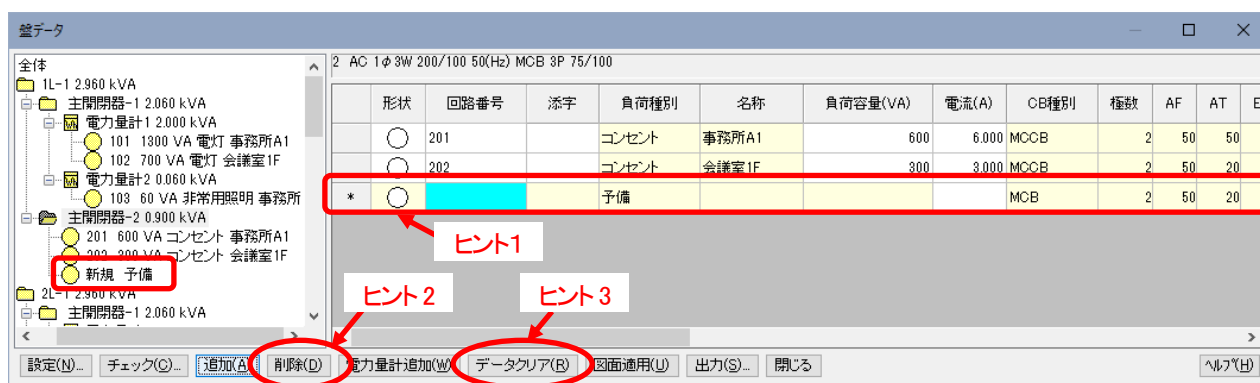 盤データ
全体
1L-1 2.960 kVA
主開閉器-1 2.060 kVA
電力量計1 2.000 kVA
101 1300 VA 電灯 事務所A1
102 700 VA 電灯 会議室1F
電力量計2 0.060 kVA
103 60 VA 非常用照明 事務所
主開閉器-2 0.900 kVA
201 600 VA コンセント 事務所A1
202 300 VA コンセント 会議室1F
新規 予備
2L-1 2.960 kVA
主開閉器-1 2.060 kVA
2 AC 1φ3W 200/100 50(Hz) MCB 3P 75/100
形状 回路番号 添字 負荷種別 名称 負荷容量(VA) 電流(A) CB種別 極数 AF AT E
201 コンセント 事務所A1 600 6.000 MCCB 2 50 50
202 コンセント 会議室1F 300 3.000 MCCB 2 50 20
* 予備 MCB 2 50 20
ヒント1
ヒント2
ヒント3
設定(N)... チェック(C)... 追加(A) 削除(D) 電力量計追加(W) データクリア(R) 図面適用(U) 出力(S)... 閉じる ヘルプ(H)